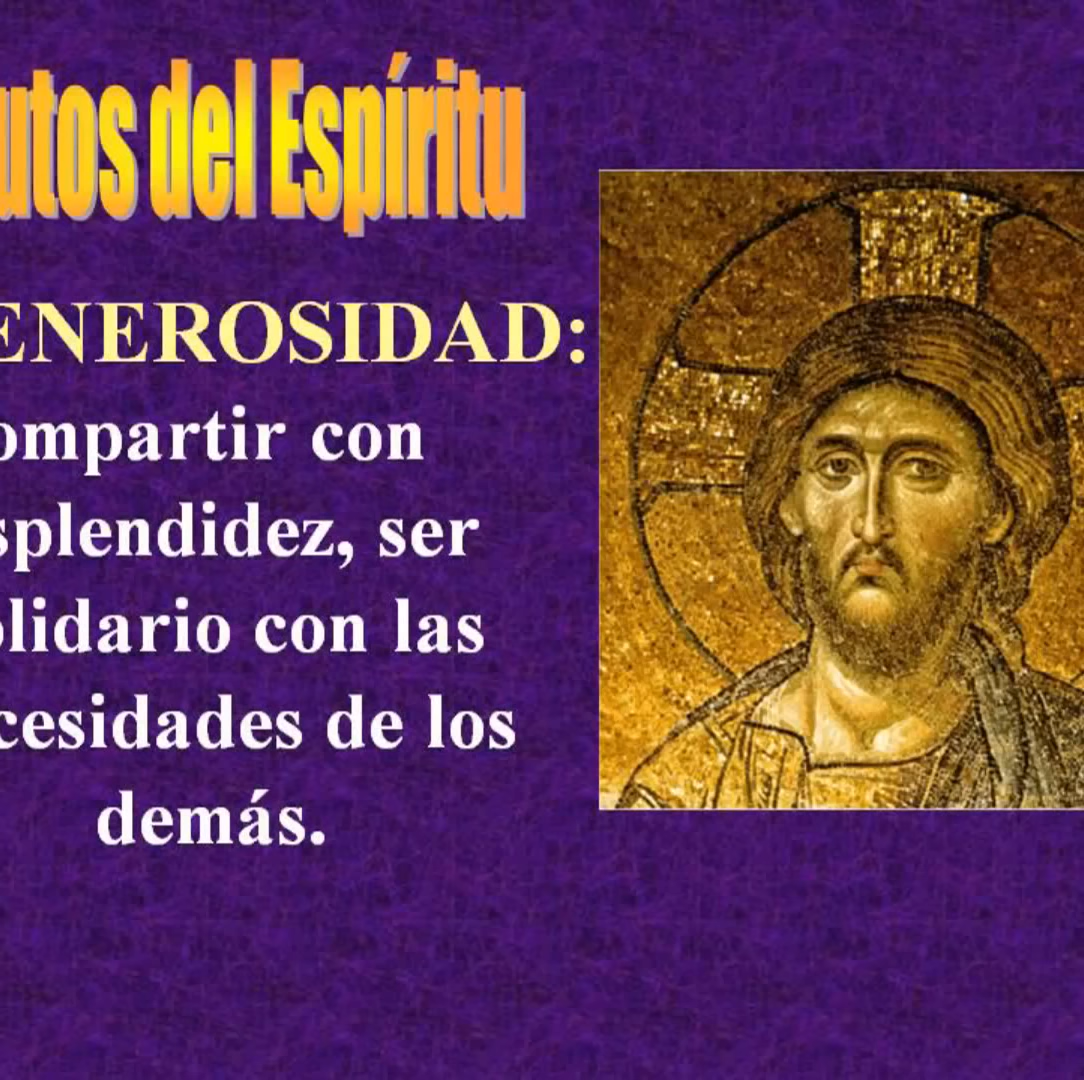 utos del Espíritu
ENEROSIDAD:
ompartir con
splendidez, ser
olidario con las
cesidades de los
demás.